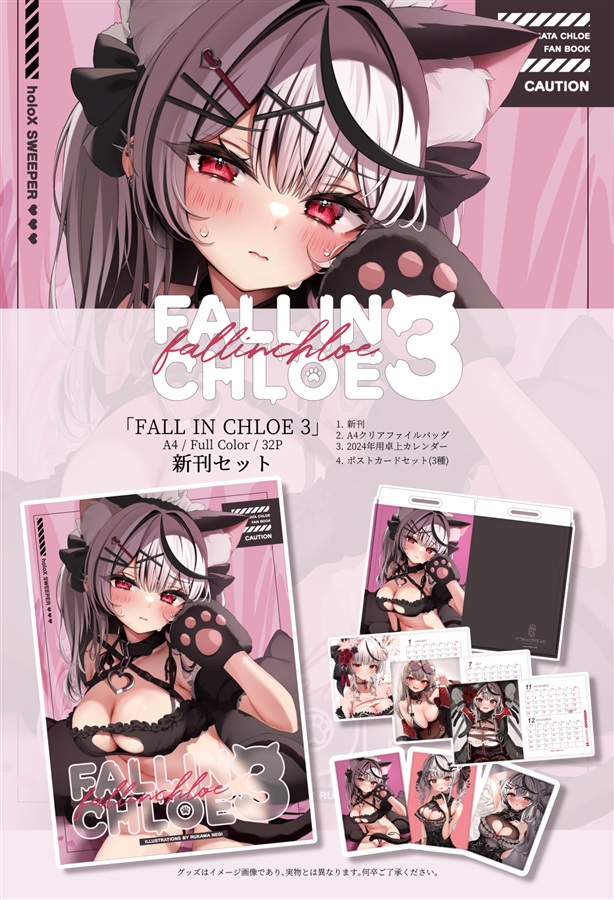 ATA CHLOE
FAN BOOK
CAUTION
holoX SWEEPER ♥♥♥
FALL IN
fallinchloe
CHLOE 3
「FALL IN CHLOE 3」
A4 / Full Color / 32P
新刊セット
1. 新刊
2. A4クリアファイルバッグ
3. 2024年用卓上カレンダー
4. ポストカードセット(3種)
ATA CHLOE
FAN BOOK
CAUTION
holoX SWEEPER ♥♥♥
FALL IN
fallinchloe
CHLOE 3
ILLUSTRATIONS BY RUKAWA NEGI
1
7
11
12
グッズはイメージ画像であり、実物とは異なります。何卒ご了承ください。